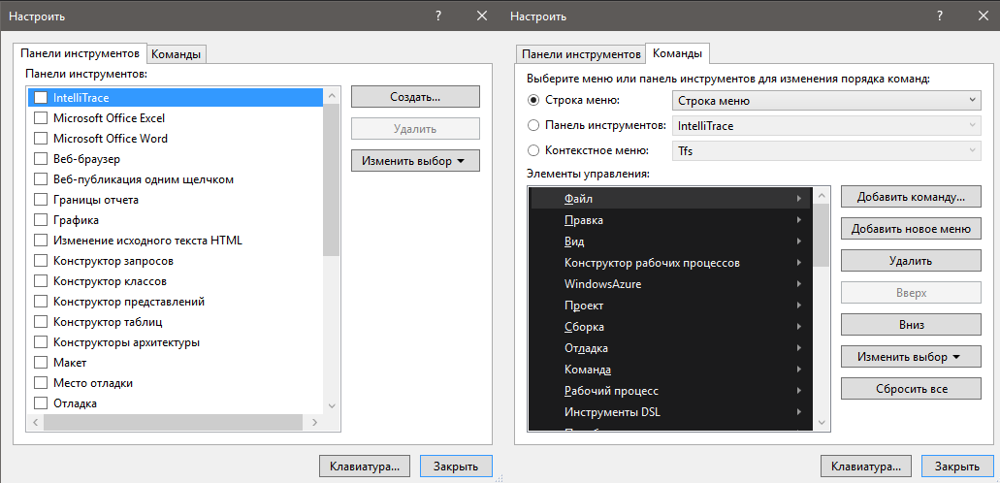 Настроить
?
Панели инструментов
Команды
Панели инструментов:
IntelliTrace
Microsoft Office Excel
Microsoft Office Word
Веб-браузер
Веб-публикация одним щелчком
Границы отчета
Графика
Изменение исходного текста HTML
Конструктор запросов
Конструктор классов
Конструктор представлений
Конструктор таблиц
Конструкторы архитектуры
Макет
Место отладки
Отладка
Создать...
Удалить
Изменить выбор
Клавиатура...
Закрыть
Настроить
?
Панели инструментов
Команды
Выберите меню или панель инструментов для изменения порядка команд:
Строка меню:
Строка меню
Панель инструментов:
IntelliTrace
Контекстное меню:
Tfs
Элементы управления:
Файл
Правка
Вид
Конструктор рабочих процессов
WindowsAzure
Проект
Сборка
Отладка
Команда
Рабочий процесс
Инструменты DSL
Добавить команду...
Добавить новое меню
Удалить
Вверх
Вниз
Изменить выбор
Сбросить все
Клавиатура...
Закрыть